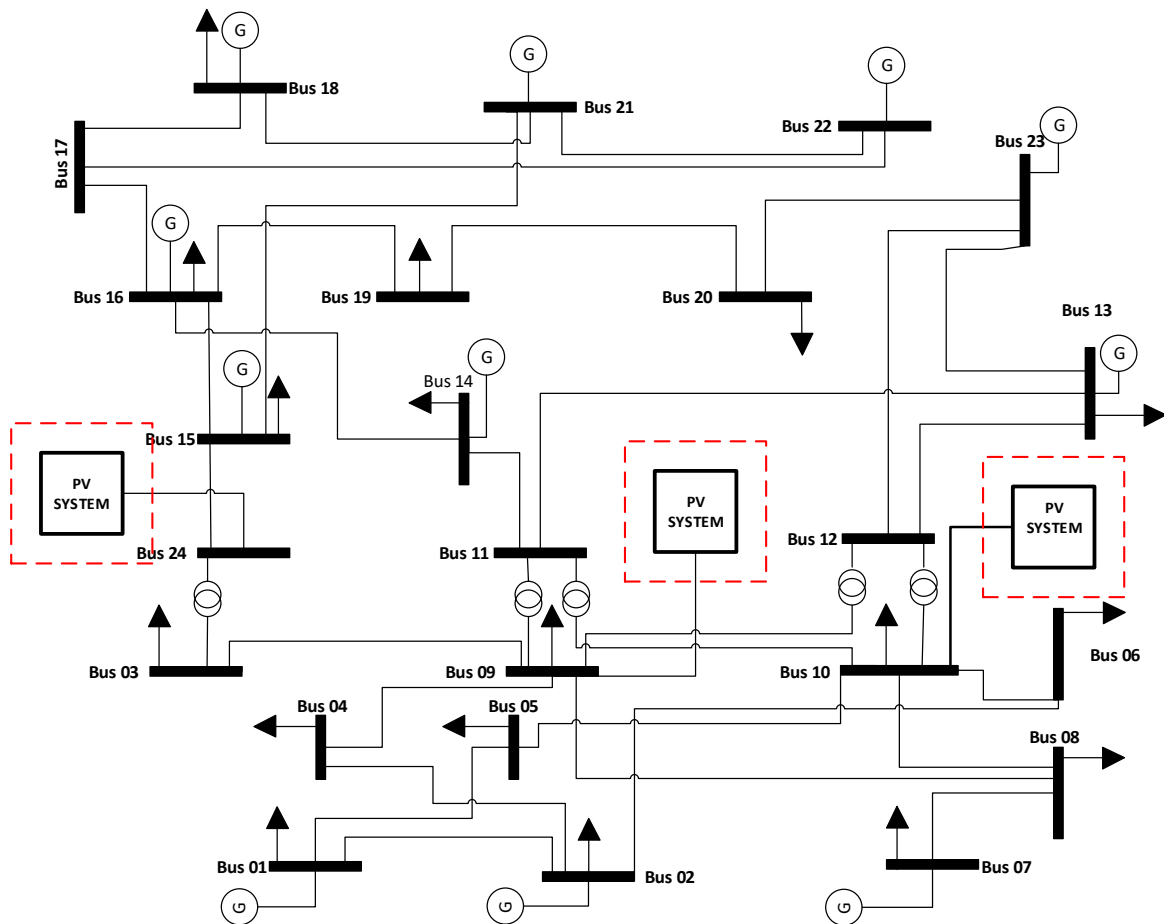 G
G
G
Bus 18
Bus 21
Bus 22
G
Bus 23
Bus 17
G
Bus 16
Bus 19
Bus 20
Bus 13
G
G
G
Bus 14
Bus 15
PV
SYSTEM
PV
SYSTEM
PV
SYSTEM
Bus 24
Bus 11
Bus 12
Bus 03
Bus 09
Bus 10
Bus 06
Bus 04
Bus 05
Bus 08
Bus 01
Bus 02
Bus 07
G
G
G